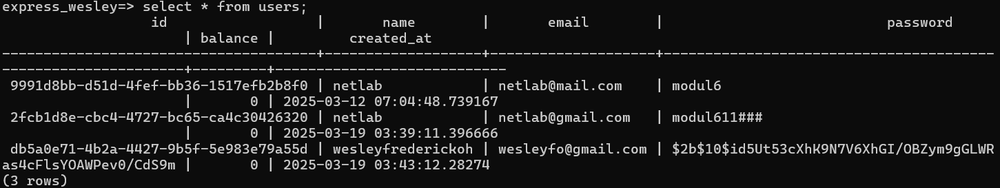 express_wesley=> select * from users;
id | name | email | password
| balance | created_at
--------------------------------------+-------------------+--------------------+----------------------------------------
----------------------+---------+----------------------------
9991d8bb-d51d-4fef-bb36-1517efb2b8f0 | netlab | netlab@mail.com | modul6
| 0 | 2025-03-12 07:04:48.739167
2fcb1d8e-cbc4-4727-bc65-ca4c30426320 | netlab | netlab@gmail.com | modul611###
| 0 | 2025-03-19 03:39:11.396666
db5a0e71-4b2a-4427-9b5f-5e983e79a55d | wesleyfrederickoh | wesleyfo@gmail.com | $2b$10$id5Ut53cXhK9N7V6XhGI/OBZym9gGLWR
as4cFlsYOAWPev0/CdS9m | 0 | 2025-03-19 03:43:12.28274
(3 rows)